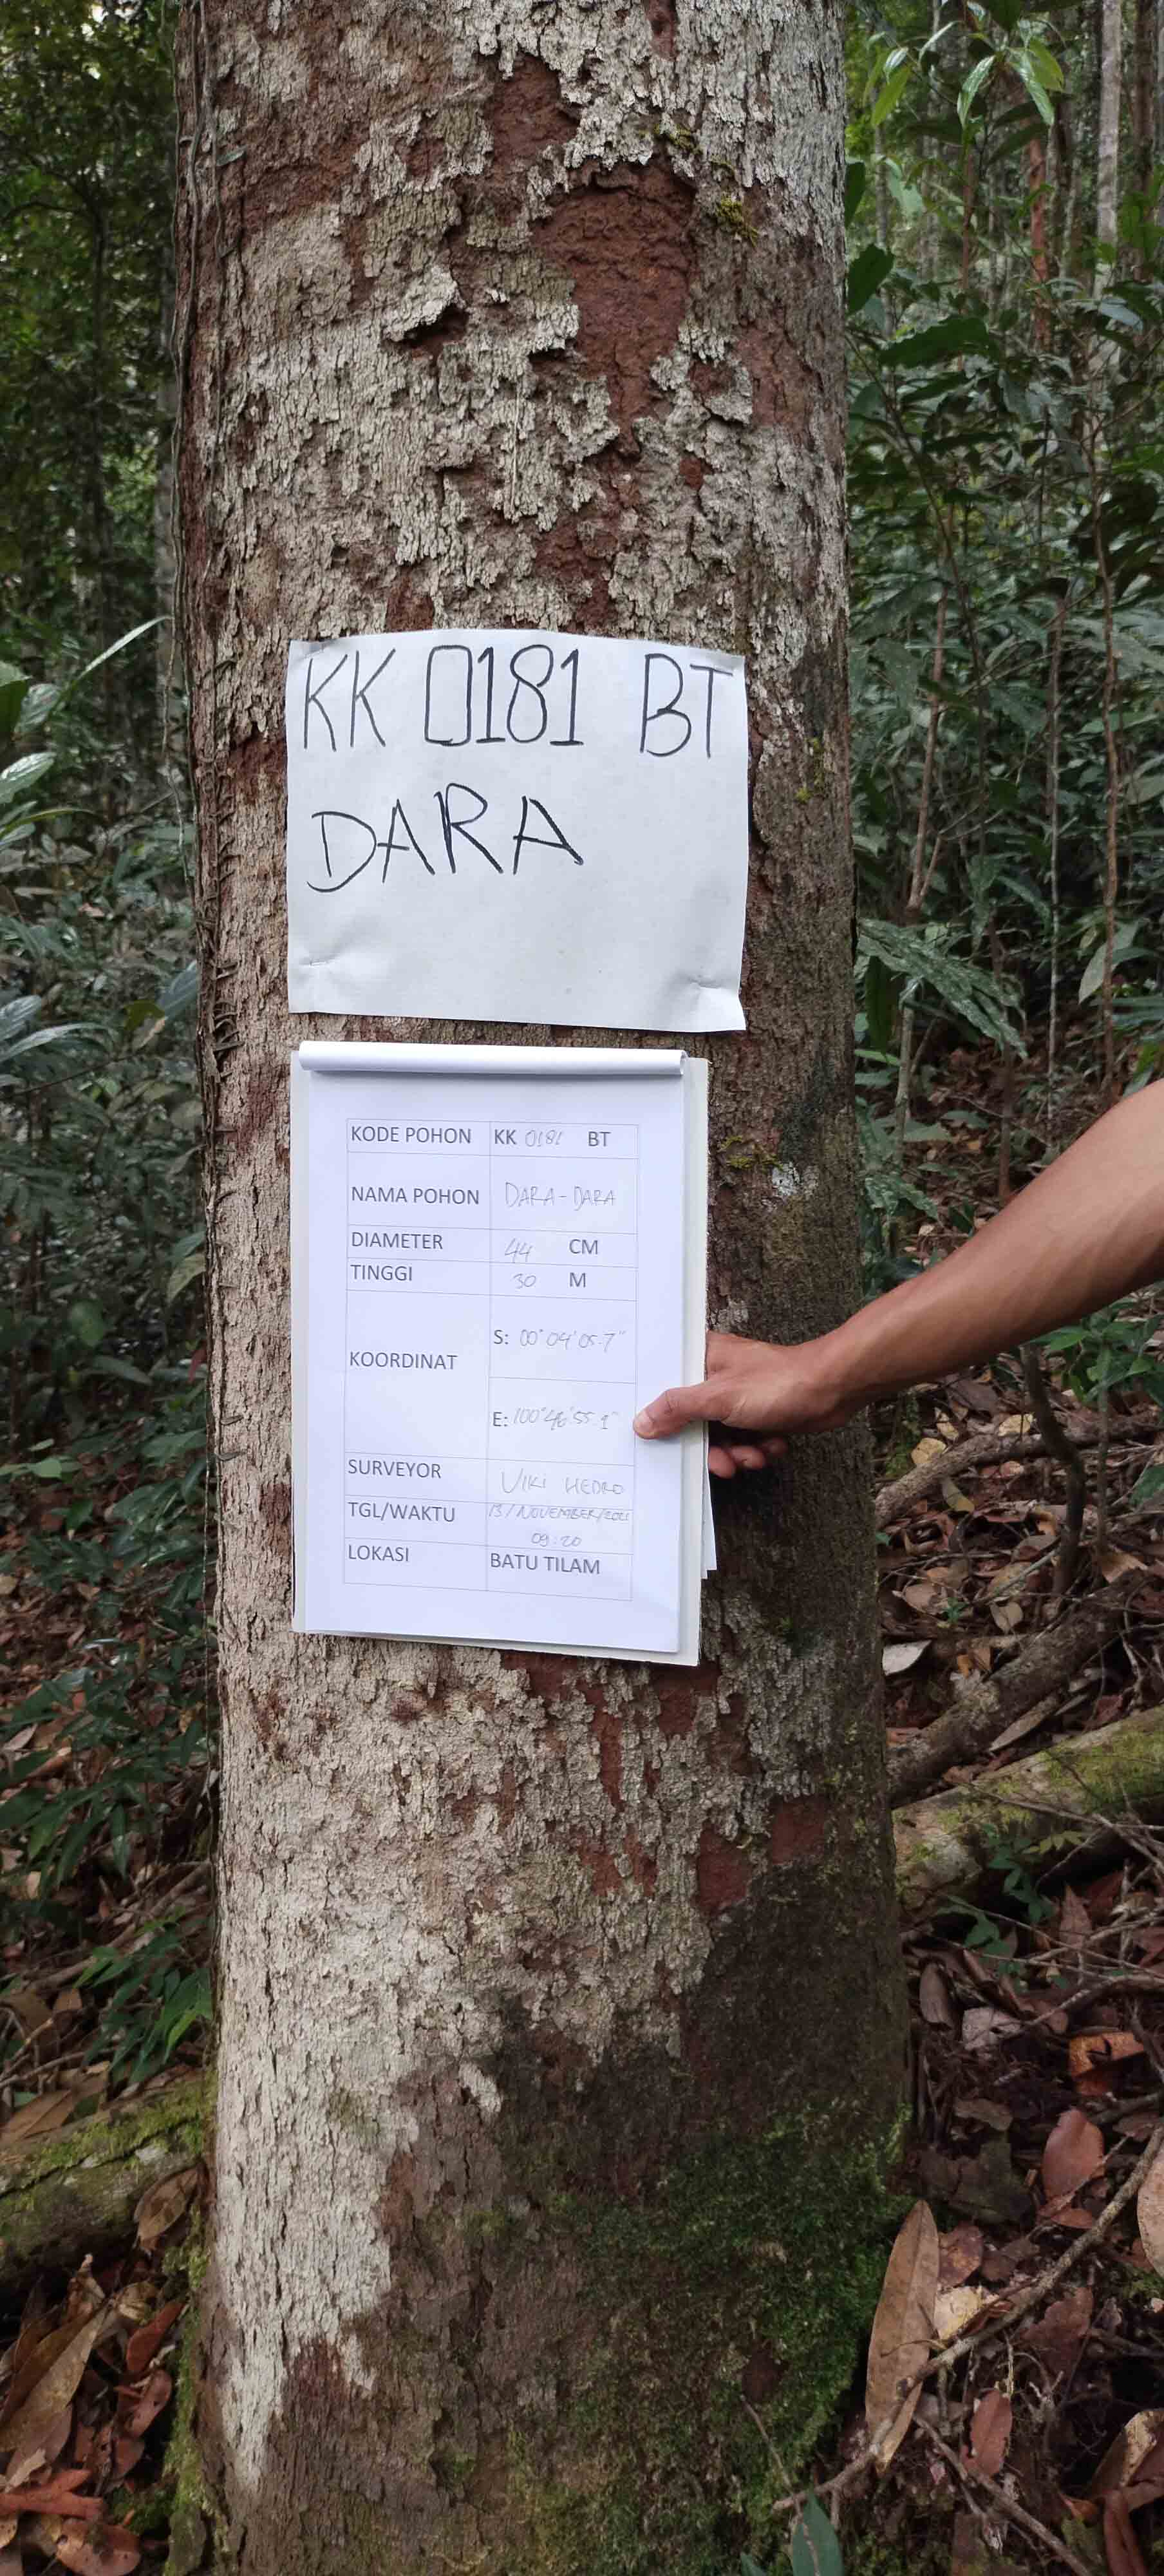 KK 0181 BT
DARA
KODE POHON KK 0181 BT
NAMA POHON DARA-DARA
DIAMETER 44 CM
TINGGI 30 M
KOORDINAT
S: 00°04'05.7"
E: 100°46'55.1"
SURVEYOR VIKI HEDRO
TGL/WAKTU 13/NOVEMBER/2021
09:20
LOKASI BATU TILAM